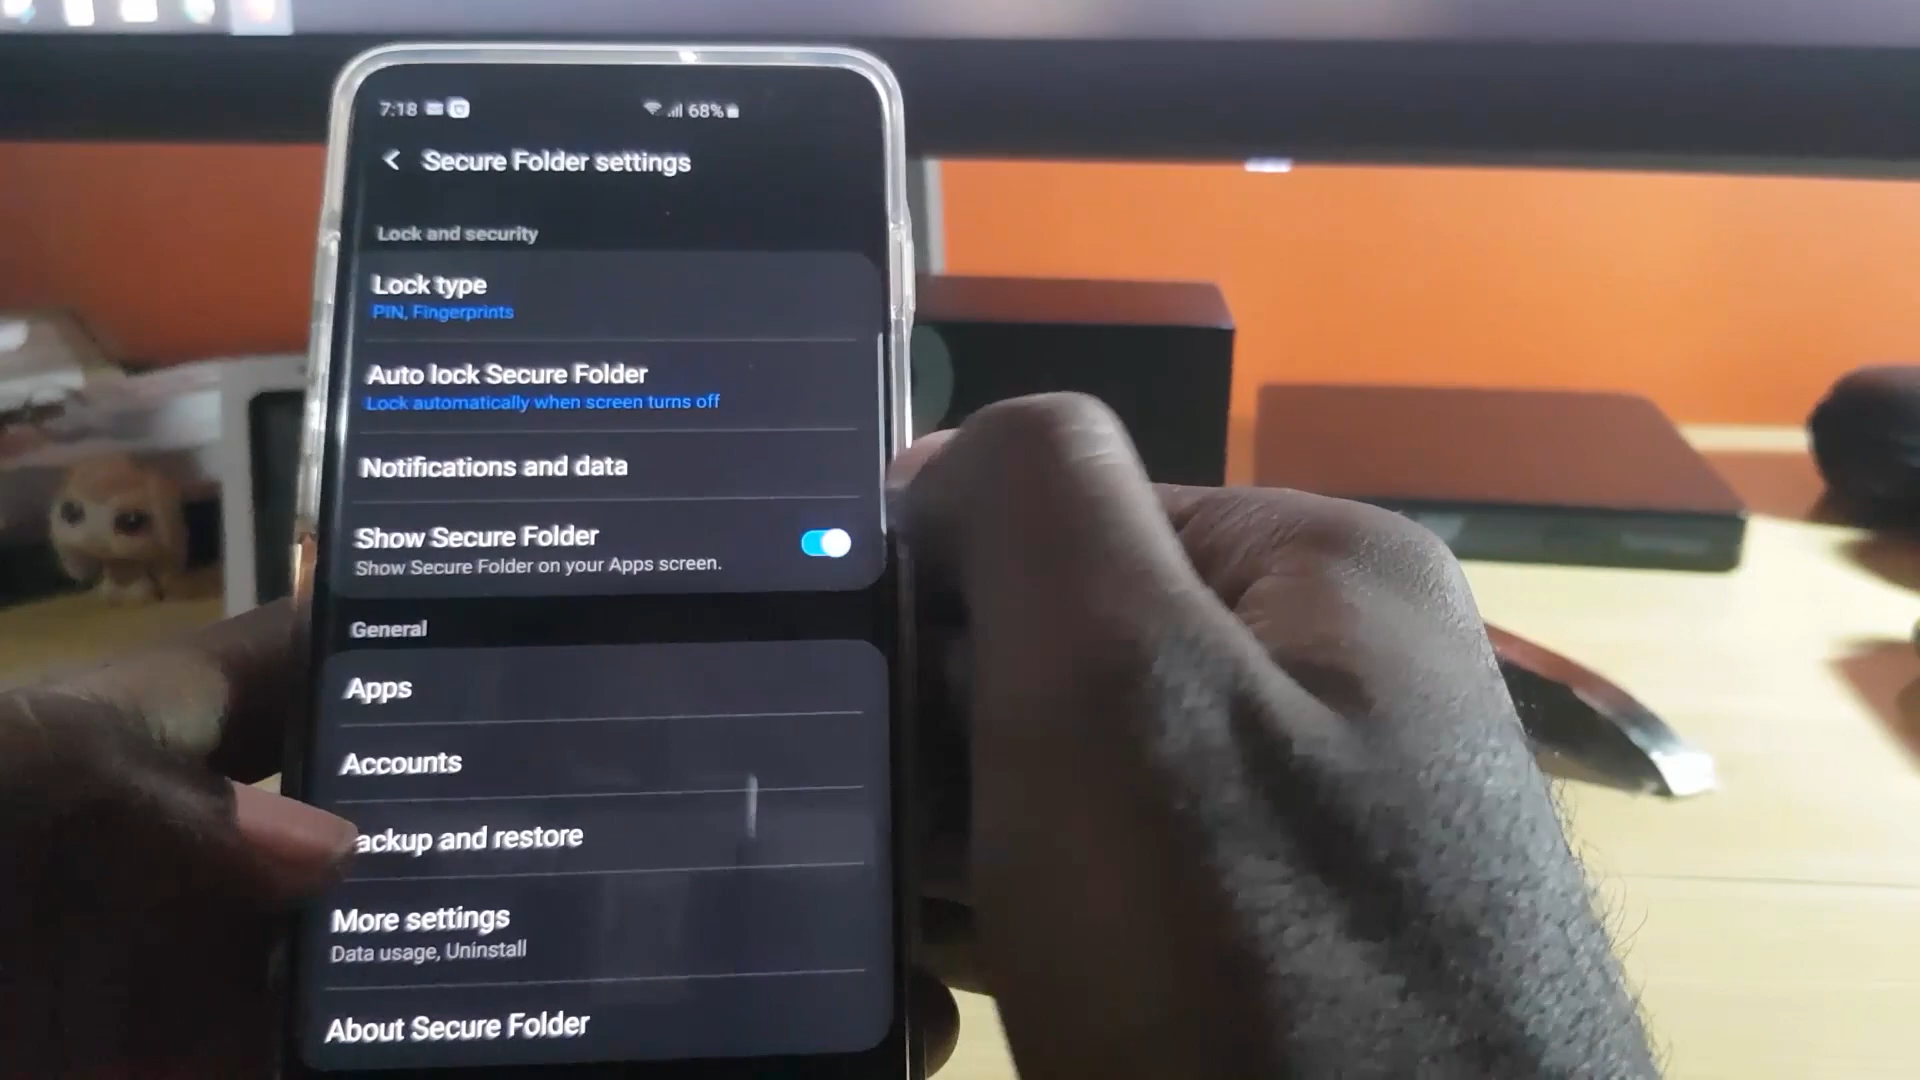 7:18 68%
Secure Folder settings
Lock and security
Lock type
PIN, Fingerprints
Auto lock Secure Folder
Lock automatically when screen turns off
Notifications and data
Show Secure Folder
Show Secure Folder on your Apps screen.
General
Apps
Accounts
ackup and restore
More settings
Data usage, Uninstall
About Secure Folder